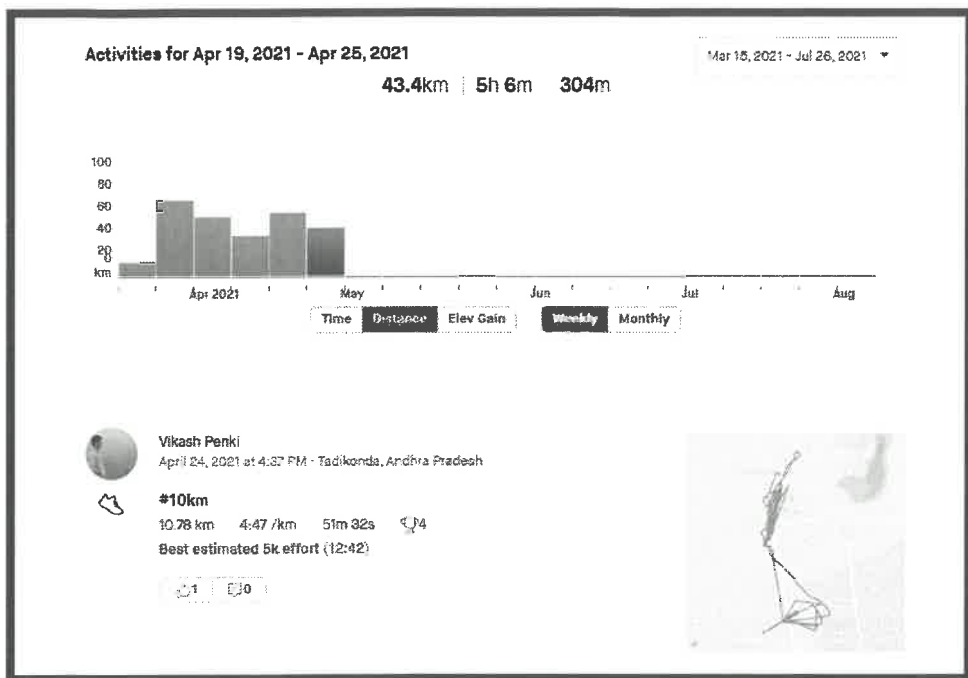 Activities for Apr 19, 2021 - Apr 25, 2021
Mar 15, 2021 - Jul 26, 2021
43.4km 5h 6m 304m
100
80
60
40
20
0
km
Apr 2021 May Jun Jul Aug
Time Distance Elev Gain Weekly Monthly
Vikash Penki
April 24, 2021 at 4:37 PM - Tadikonda, Andhra Pradesh
#10km
10.78 km 4:47 /km 51m 32s 4
Best estimated 5k effort (12:42)
1 0